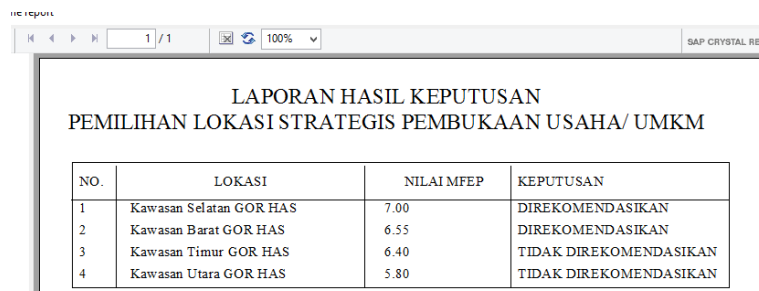 1 / 1 100% SAP CRYSTAL RE
LAPORAN HASIL KEPUTUSAN
PEMILIHAN LOKASI STRATEGIS PEMBUKAAN USAHA/ UMKM
NO. LOKASI NILAI MFEP KEPUTUSAN
1 Kawasan Selatan GOR HAS 7.00 DIREKOMENDASIKAN
2 Kawasan Barat GOR HAS 6.55 DIREKOMENDASIKAN
3 Kawasan Timur GOR HAS 6.40 TIDAK DIREKOMENDASIKAN
4 Kawasan Utara GOR HAS 5.80 TIDAK DIREKOMENDASIKAN